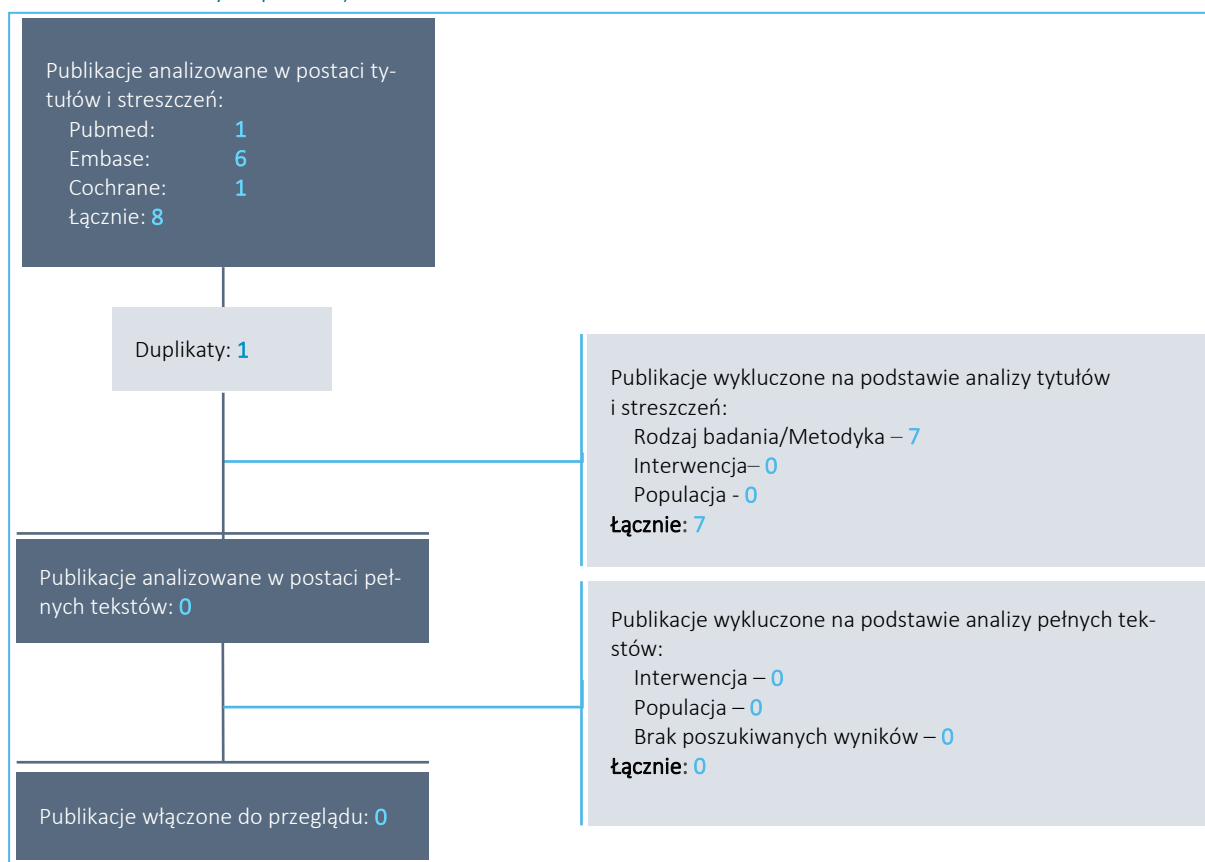 Publikacje analizowane w postaci ty-
tułów i streszczeń:
Pubmed: 1
Embase: 6
Cochrane: 1
Łącznie: 8
Duplikaty: 1
Publikacje wykluczone na podstawie analizy tytułów
i streszczeń:
Rodzaj badania/Metodyka – 7
Interwencja– 0
Populacja - 0
Łącznie: 7
Publikacje analizowane w postaci peł-
nych tekstów: 0
Publikacje wykluczone na podstawie analizy pełnych tek-
stów:
Interwencja – 0
Populacja – 0
Brak poszukiwanych wyników – 0
Łącznie: 0
Publikacje włączone do przeglądu: 0